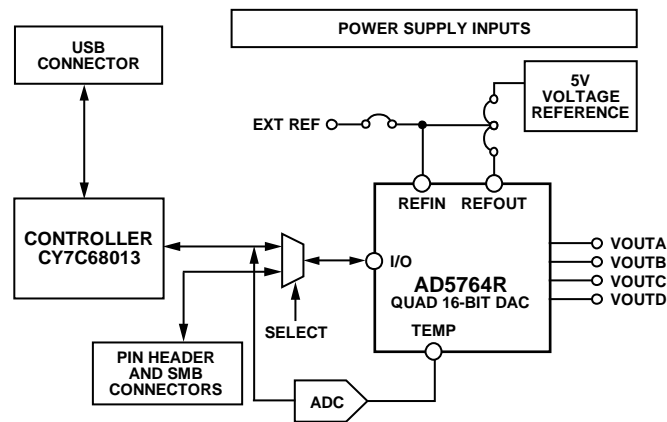 USB
CONNECTOR
POWER SUPPLY INPUTS
5V
VOLTAGE
REFERENCE
EXT REF
REFIN
REFOUT
CONTROLLER
CY7C68013
I/O
AD5764R
QUAD 16-BIT DAC
TEMP
VOUTA
VOUTB
VOUTC
VOUTD
SELECT
PIN HEADER
AND SMB
CONNECTORS
ADC